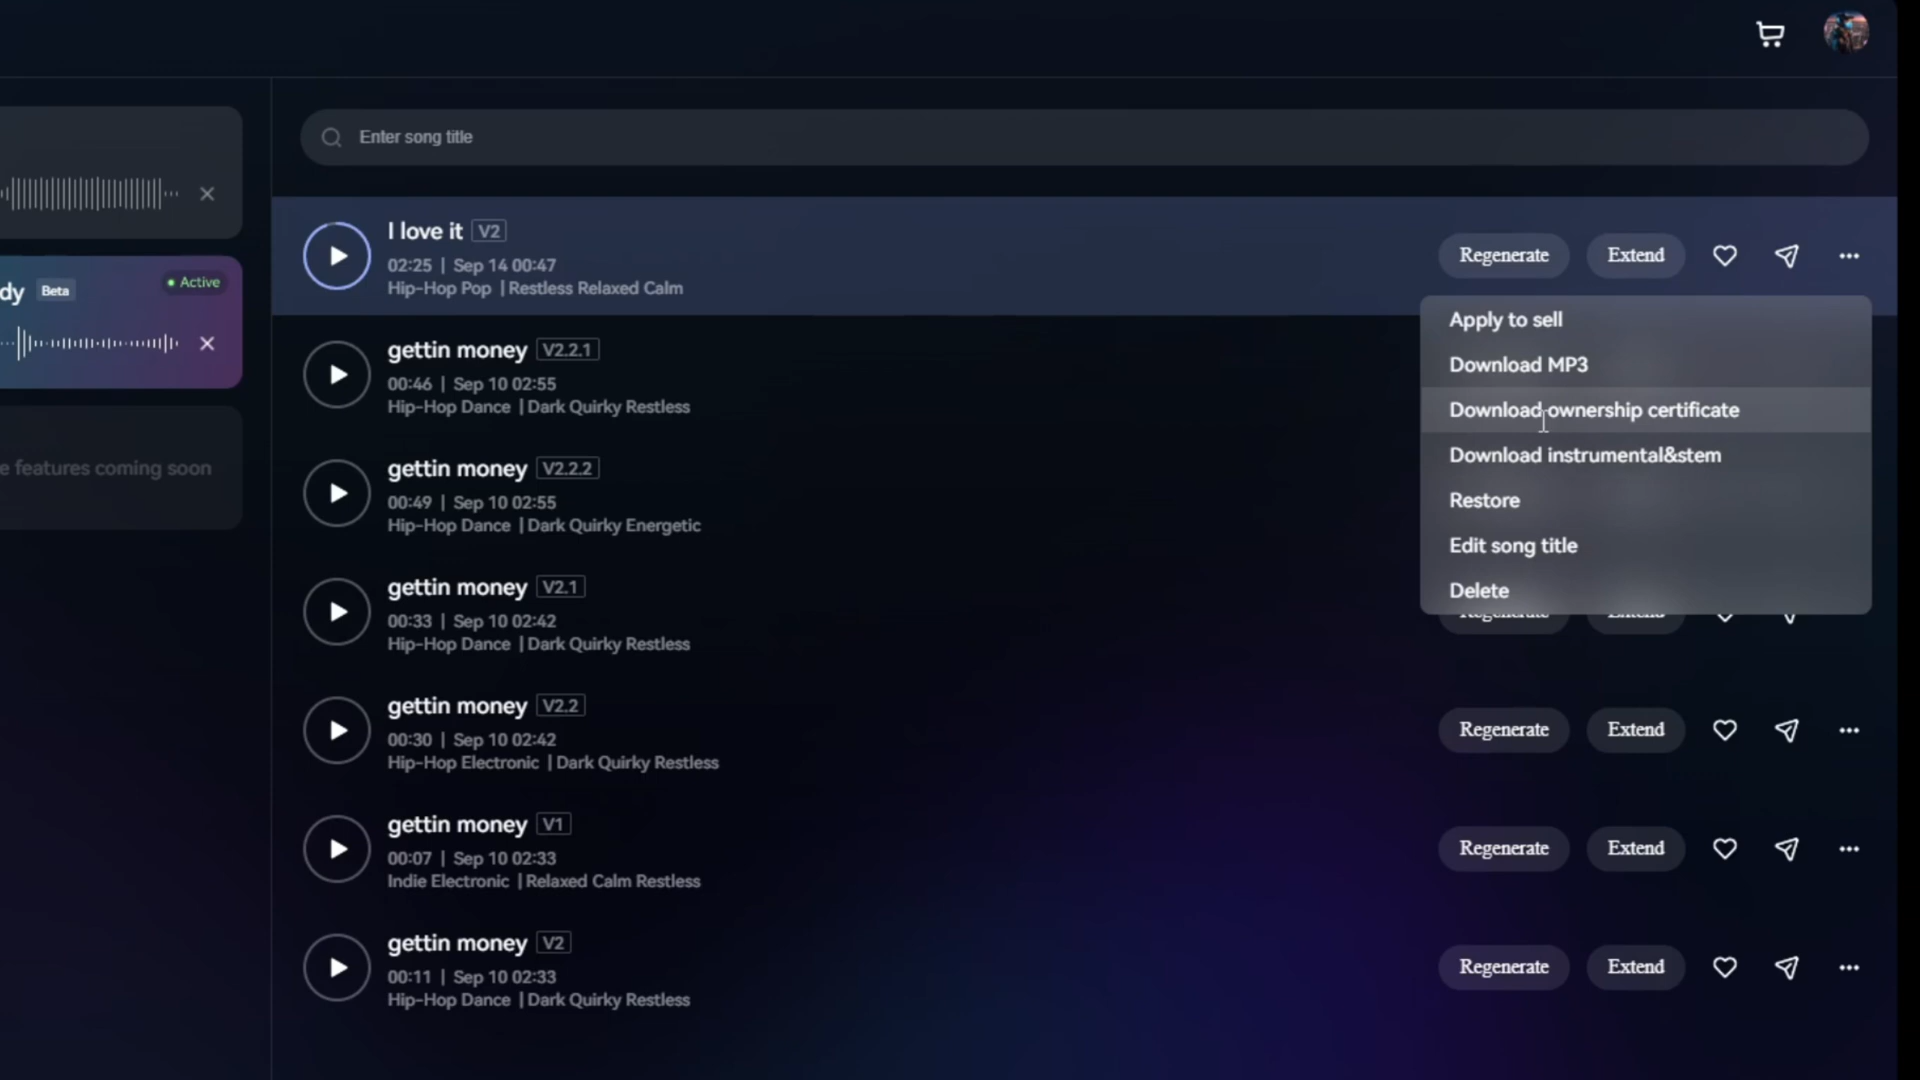 Enter song title
I love it V2
02:25 | Sep 14 00:47
Hip-Hop Pop | Restless Relaxed Calm
Regenerate Extend
dy Beta Active
e features coming soon
Apply to sell
Download MP3
Download ownership certificate
Download instrumental&stem
Restore
Edit song title
Delete
gettin money V2.2.1
00:46 | Sep 10 02:55
Hip-Hop Dance | Dark Quirky Restless
gettin money V2.2.2
00:49 | Sep 10 02:55
Hip-Hop Dance | Dark Quirky Energetic
gettin money V2.1
00:33 | Sep 10 02:42
Hip-Hop Dance | Dark Quirky Restless
Regenerate Extend
gettin money V2.2
00:30 | Sep 10 02:42
Hip-Hop Electronic | Dark Quirky Restless
Regenerate Extend
gettin money V1
00:07 | Sep 10 02:33
Indie Electronic | Relaxed Calm Restless
Regenerate Extend
gettin money V2
00:11 | Sep 10 02:33
Hip-Hop Dance | Dark Quirky Restless
Regenerate Extend